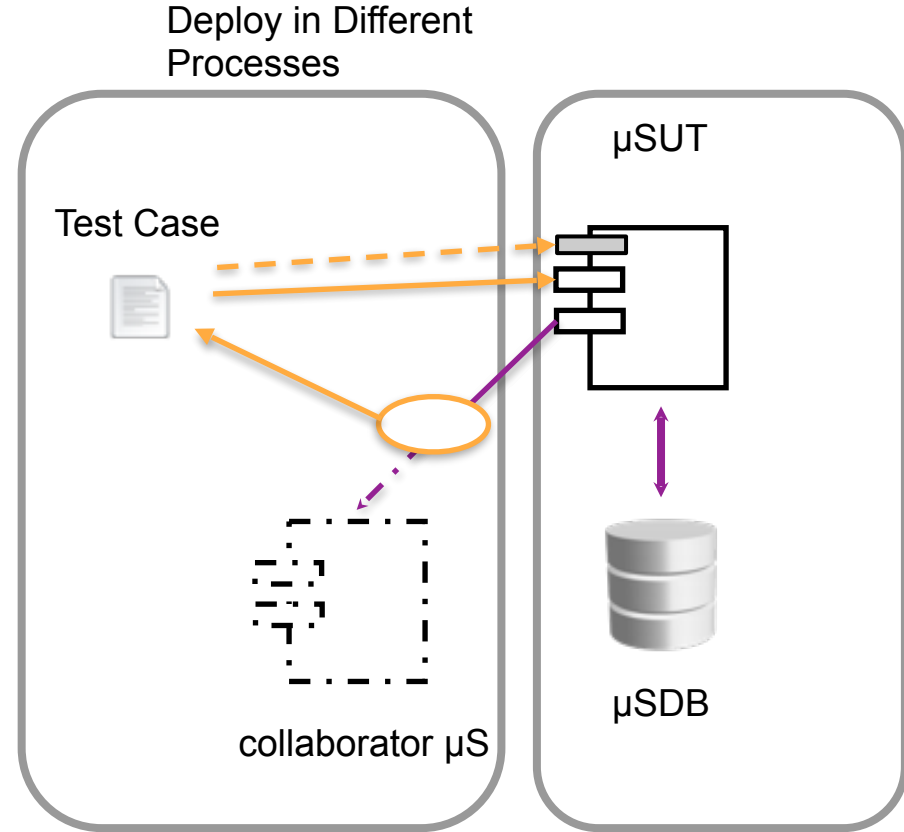 Deploy in Different
Processes
µSUT
Test Case
µSDB
collaborator µS